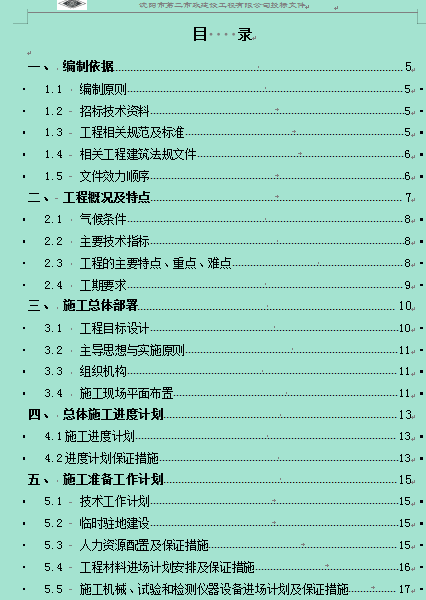 沈阳市第二市政建设工程有限公司投标文件
目····录
一、编制依据 5
1.1 编制原则 5
1.2 招标技术资料 5
1.3 工程相关规范及标准 5
1.4 相关工程建筑法规文件 6
1.5 文件效力顺序 6
二、工程概况及特点 7
2.1 气候条件 8
2.2 主要技术指标 8
2.3 工程的主要特点、重点、难点 8
2.4 工期要求 9
三、施工总体部署 10
3.1 工程目标设计 10
3.2 主导思想与实施原则 11
3.3 组织机构 11
3.4 施工现场平面布置 11
四、总体施工进度计划 13
4.1施工进度计划 13
4.2进度计划保证措施 13
五、施工准备工作计划 15
5.1 技术工作计划 15
5.2 临时驻地建设 15
5.3 人力资源配置及保证措施 15
5.4 工程材料进场计划安排及保证措施 16
5.5 施工机械、试验和检测仪器设备进场计划及保证措施 17